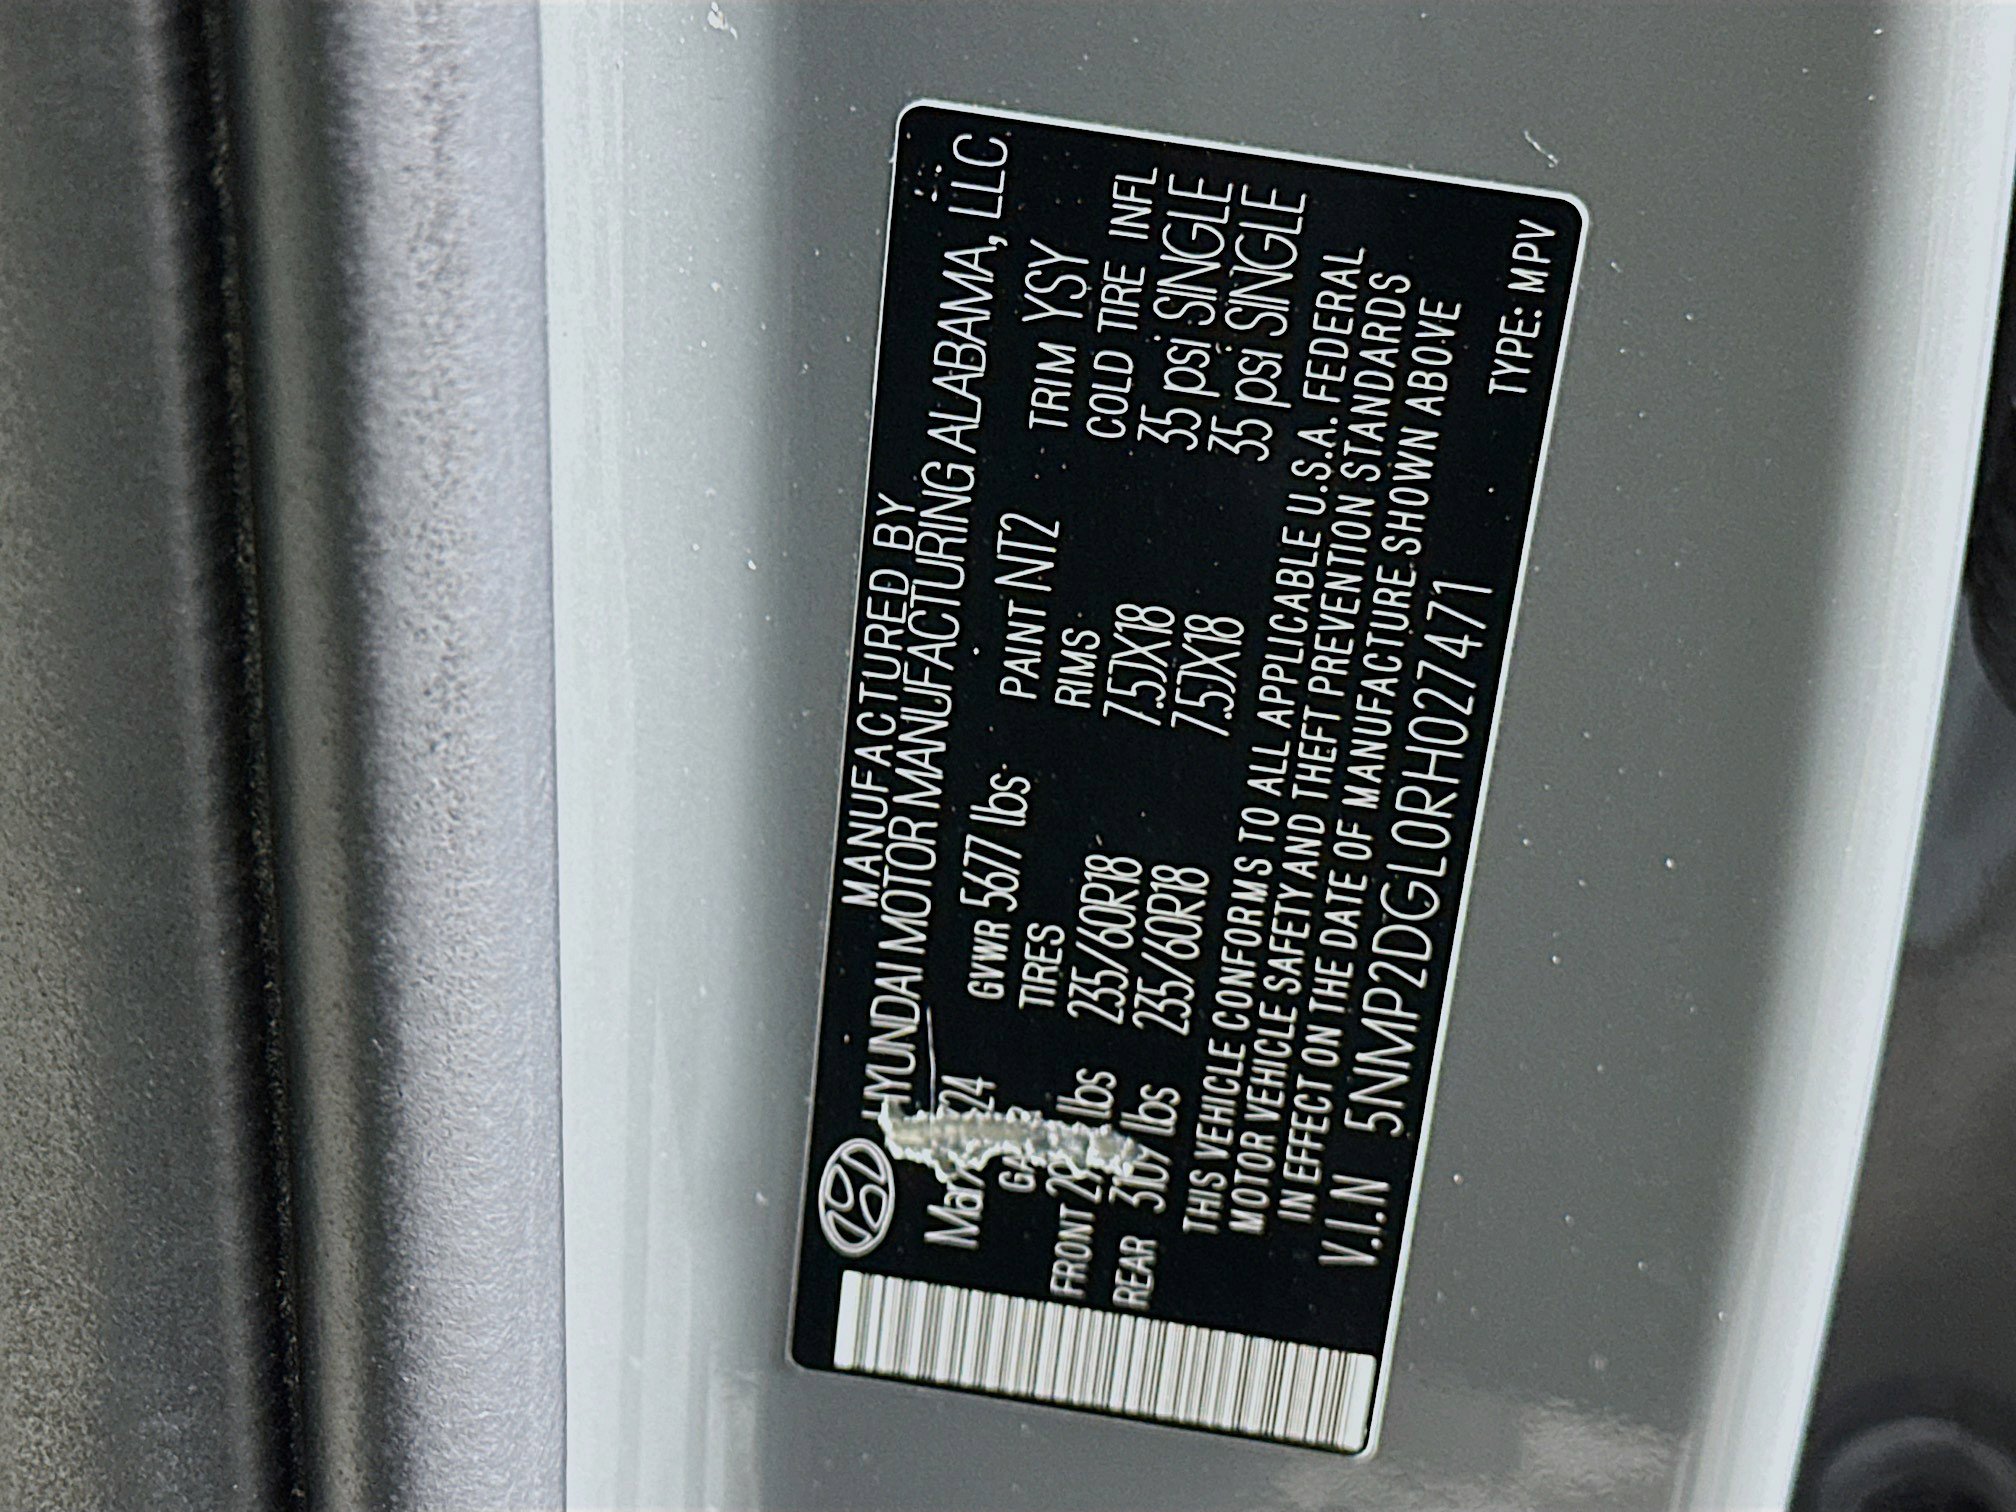 MANUFACTURED BY
HYUNDAI MOTOR MANUFACTURING ALABAMA, LLC
GVWR 5677 lbs PAINT NT2 TRIM YSY
TIRES RIMS COLD TIRE INFL
FRONT lbs 235/60R18 7.5JX18 35 psi SINGLE
REAR 3107 lbs 235/60R18 7.5JX18 35 psi SINGLE
THIS VEHICLE CONFORMS TO ALL APPLICABLE U.S.A. FEDERAL
MOTOR VEHICLE SAFETY AND THEFT PREVENTION STANDARDS
IN EFFECT ON THE DATE OF MANUFACTURE SHOWN ABOVE
V.I.N 5NMP2DGL0RH027471 TYPE: MPV